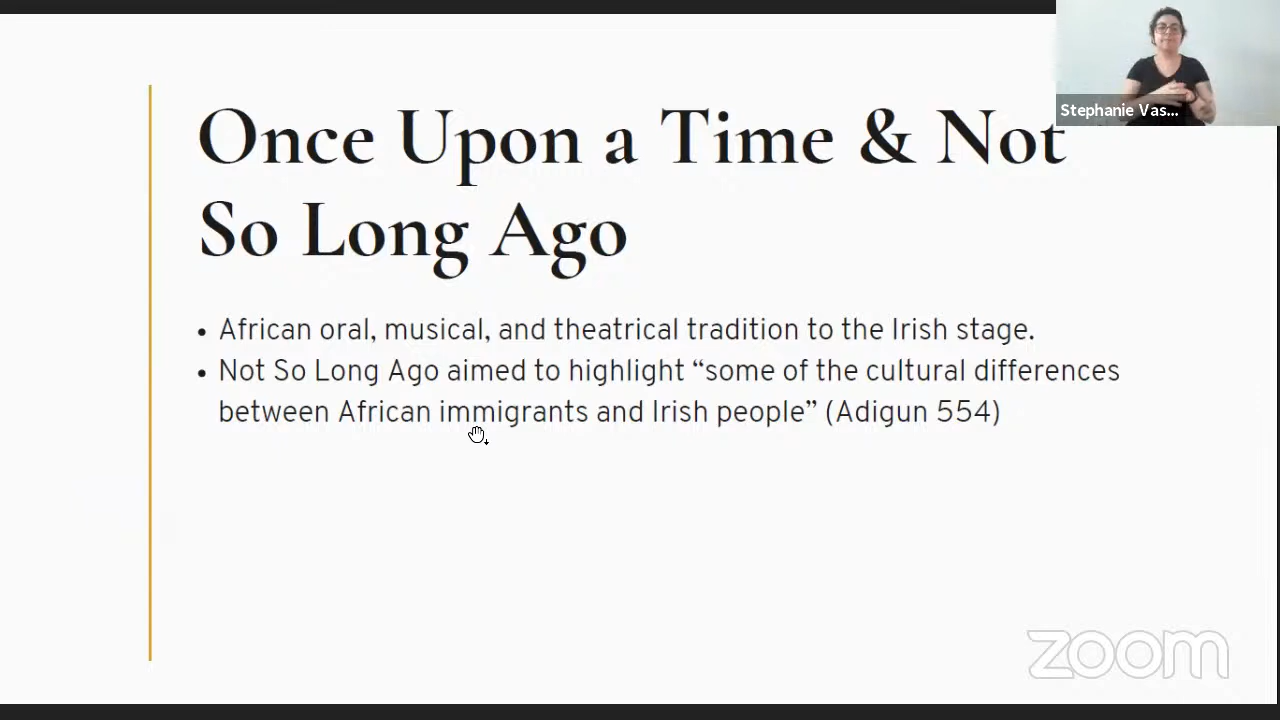 Stephanie Vas...
Once Upon a Time & Not
So Long Ago
• African oral, musical, and theatrical tradition to the Irish stage.
• Not So Long Ago aimed to highlight “some of the cultural differences
between African immigrants and Irish people” (Adigun 554)
zoom